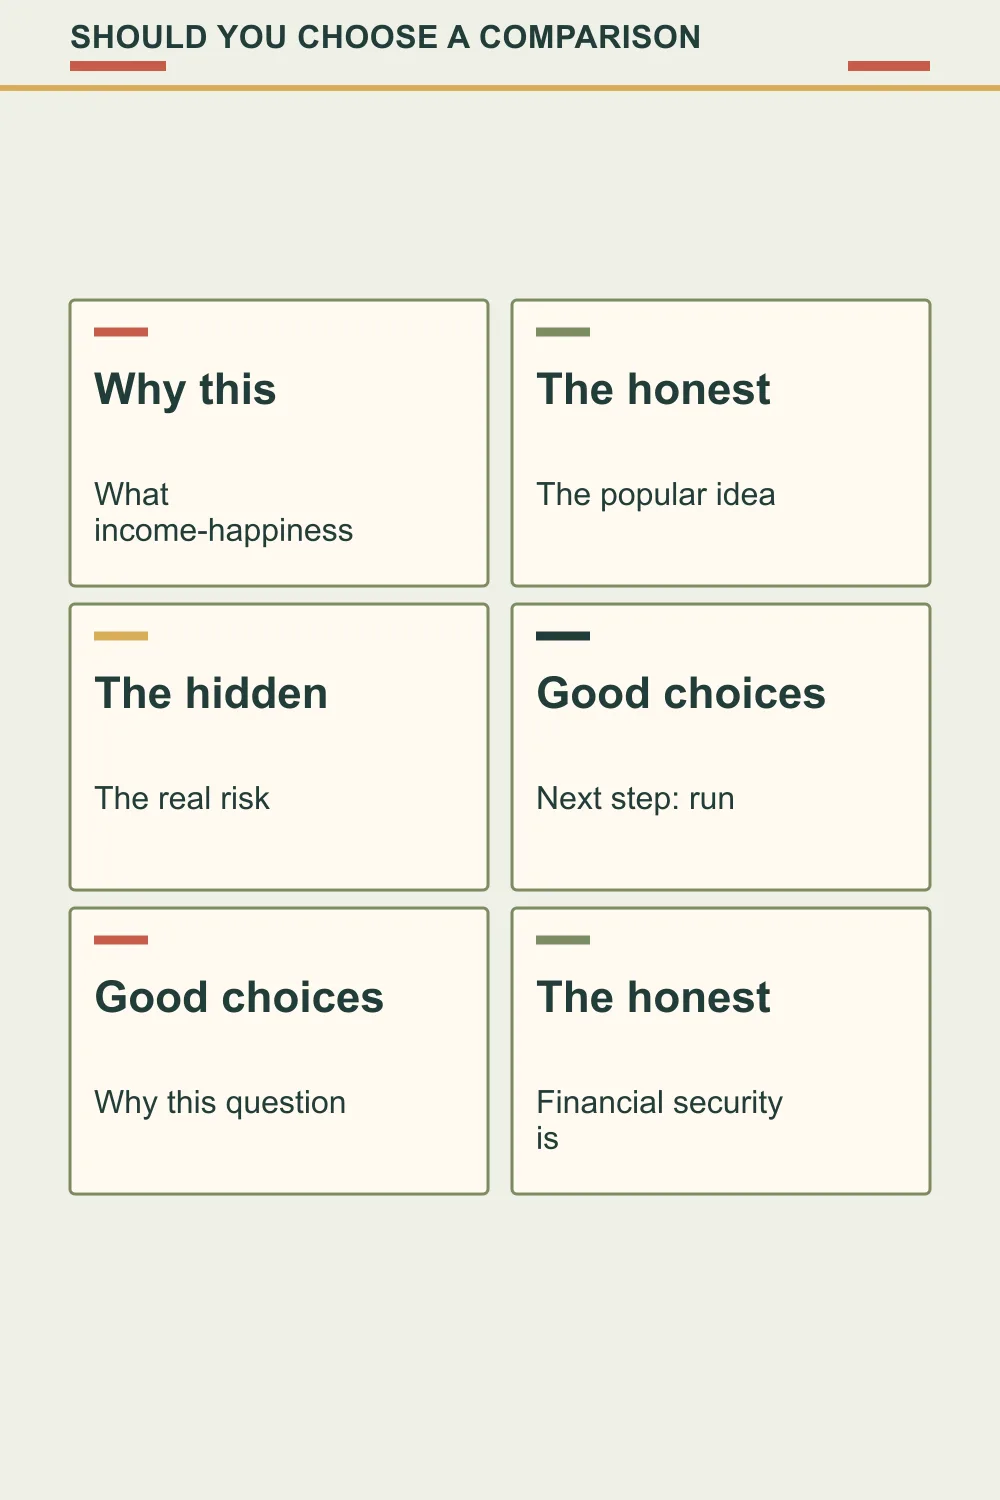 SHOULD YOU CHOOSE A COMPARISON
Why this
What
income-happiness
The honest
The popular idea
The hidden
The real risk
Good choices
Next step: run
Good choices
Why this question
The honest
Financial security
is